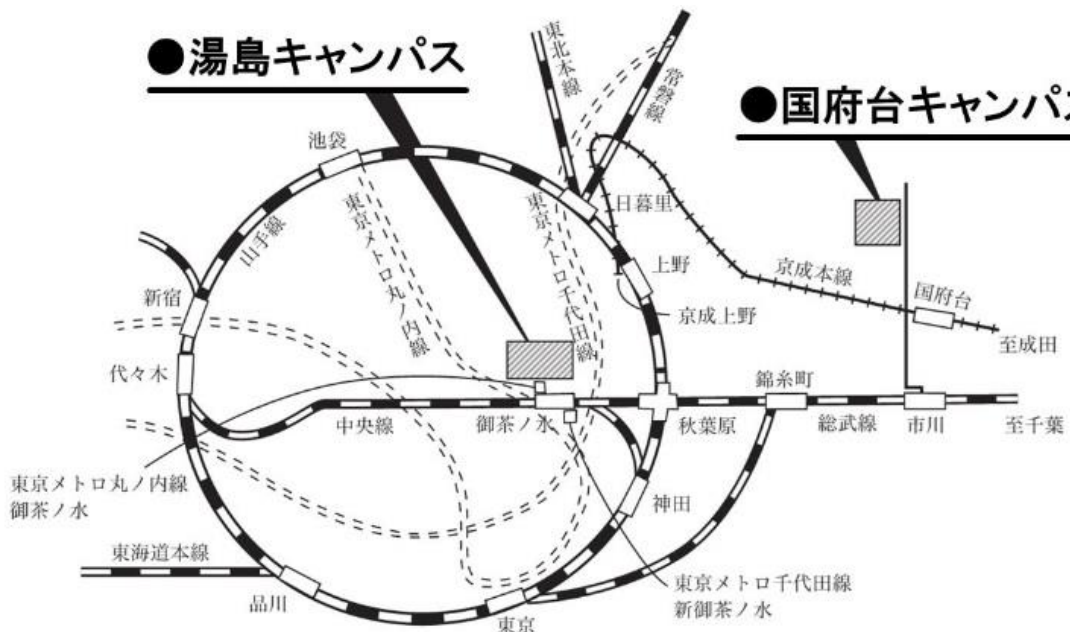 ●湯島キャンパス
●国府台キャンパス
東北本線
常磐線
池袋
山手線
東京メトロ丸ノ内線
東京メトロ千代田線
日暮里
上野
京成上野
京成本線
国府台
至成田
新宿
代々木
中央線
御茶ノ水
秋葉原
錦糸町
総武線
市川
至千葉
東京メトロ丸ノ内線
御茶ノ水
神田
東海道本線
品川
東京
東京メトロ千代田線
新御茶ノ水